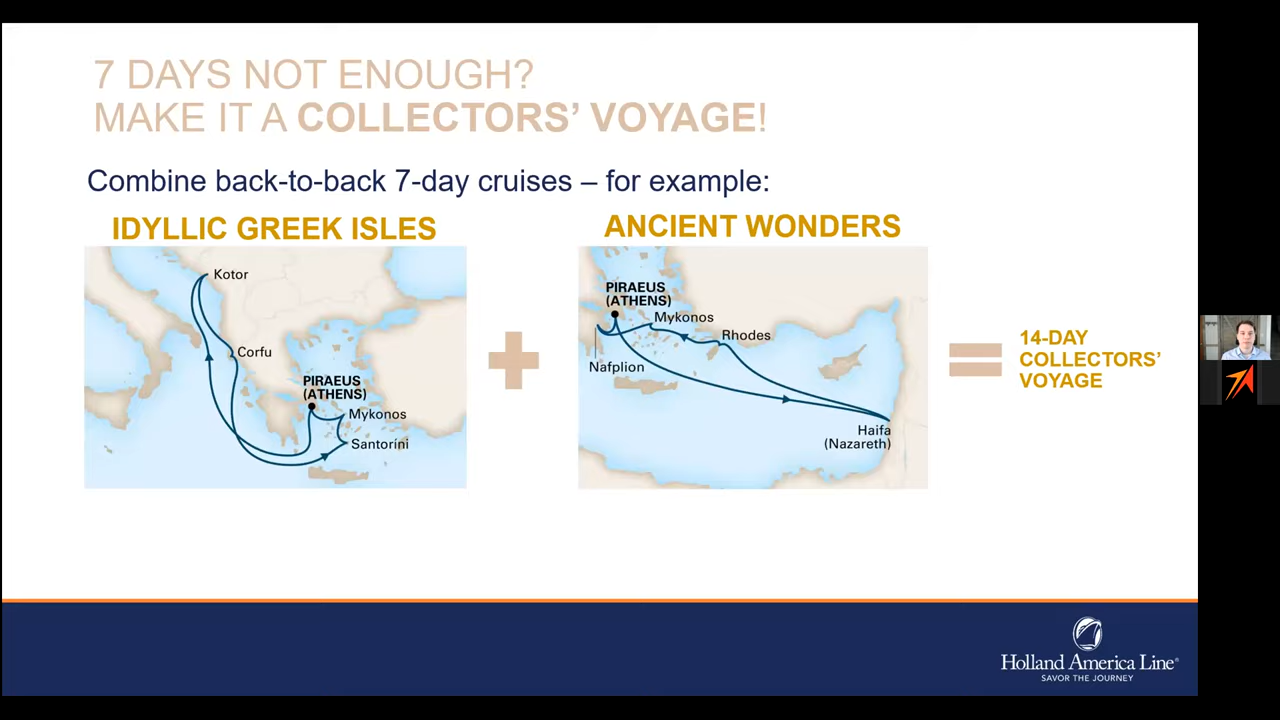 7 DAYS NOT ENOUGH?
MAKE IT A COLLECTORS’ VOYAGE!
Combine back-to-back 7-day cruises – for example:
IDYLLIC GREEK ISLES
Kotor
Corfu
PIRAEUS
(ATHENS)
Mykonos
Santorini
ANCIENT WONDERS
PIRAEUS
(ATHENS)
Mykonos
Rhodes
Nafplion
Haifa
(Nazareth)
14-DAY
COLLECTORS’
VOYAGE
Holland America Line®
SAVOR THE JOURNEY